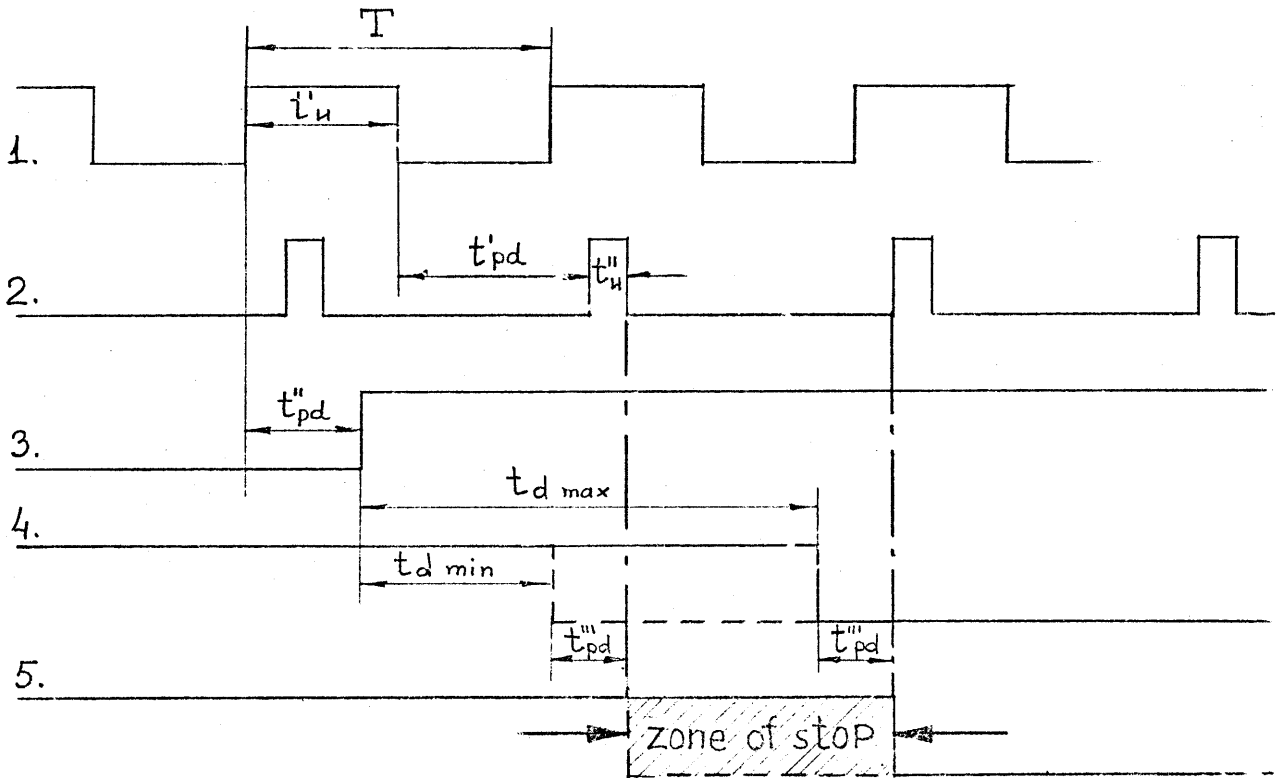 T
t'и
1.
t'pd
t"и
2.
t"pd
3.
td max
4.
td min
t'''pd
t'''pd
5.
zone of stop